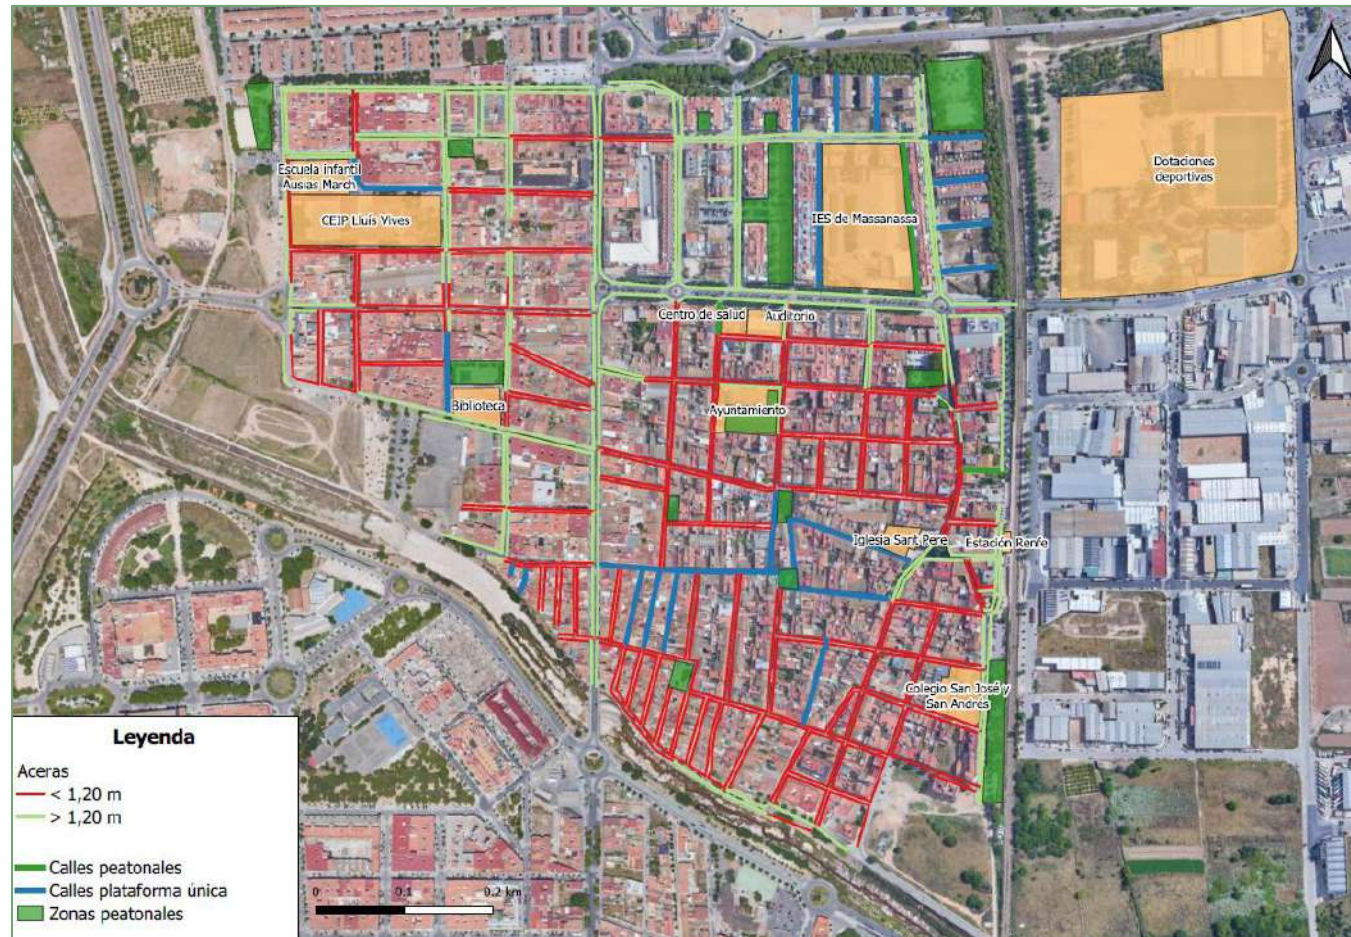 Escuela infantil
Ausias March
CEIP Lluís Vives
IES de Massanassa
Dotaciones
deportivas
Centro de salud
Auditorio
Biblioteca
Ayuntamiento
Iglesia Sant Pere
Estación Renfe
Colegio San José y
San Andrés
Leyenda
Aceras
< 1,20 m
> 1,20 m
Calles peatonales
Calles plataforma única
Zonas peatonales
0 0.1 0.2 km